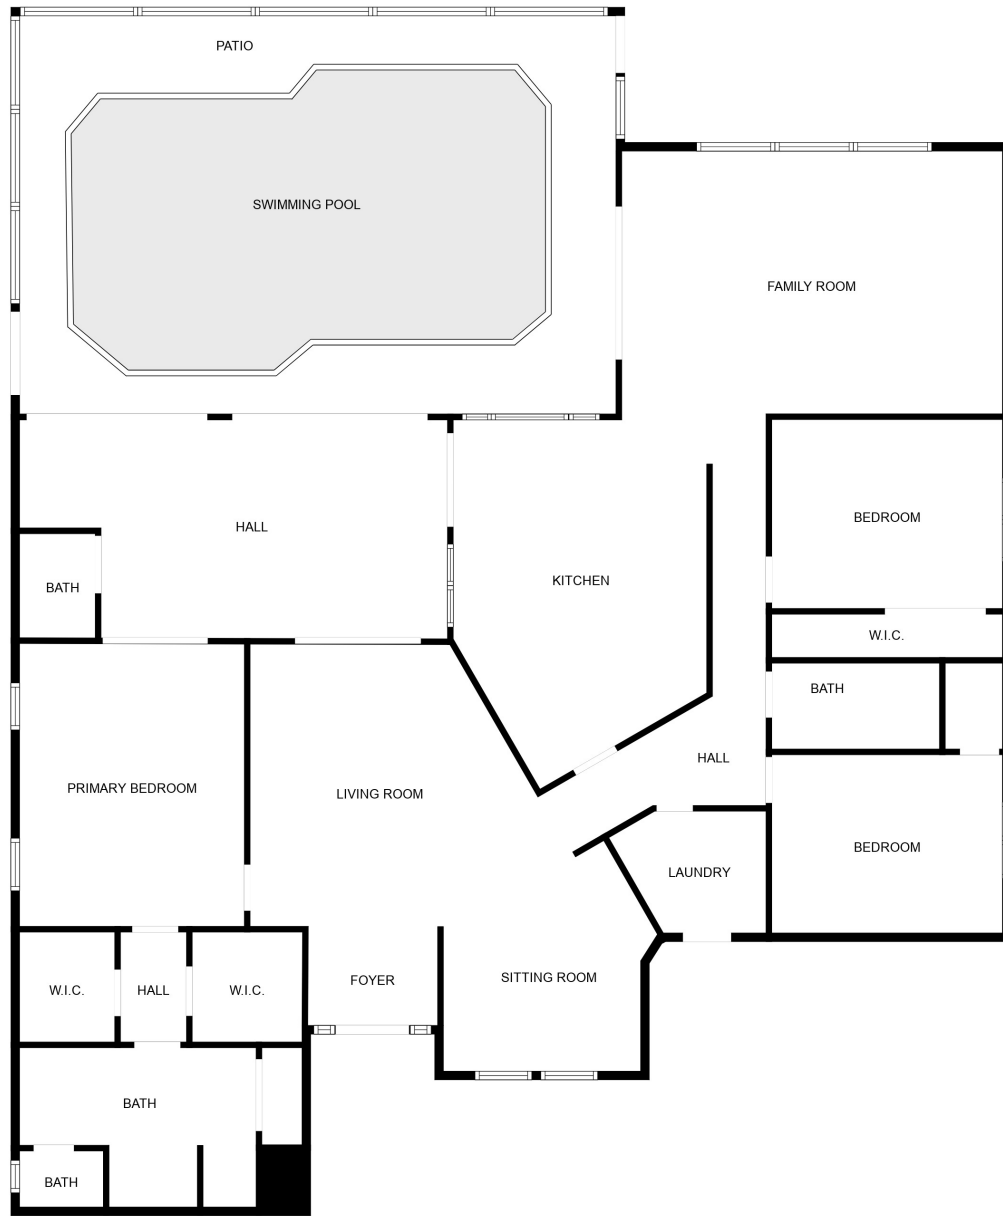 PATIO
SWIMMING POOL
FAMILY ROOM
BEDROOM
HALL
KITCHEN
BATH
W.I.C.
BATH
HALL
PRIMARY BEDROOM
LIVING ROOM
BEDROOM
LAUNDRY
SITTING ROOM
FOYER
W.I.C.
HALL
W.I.C.
BATH
BATH